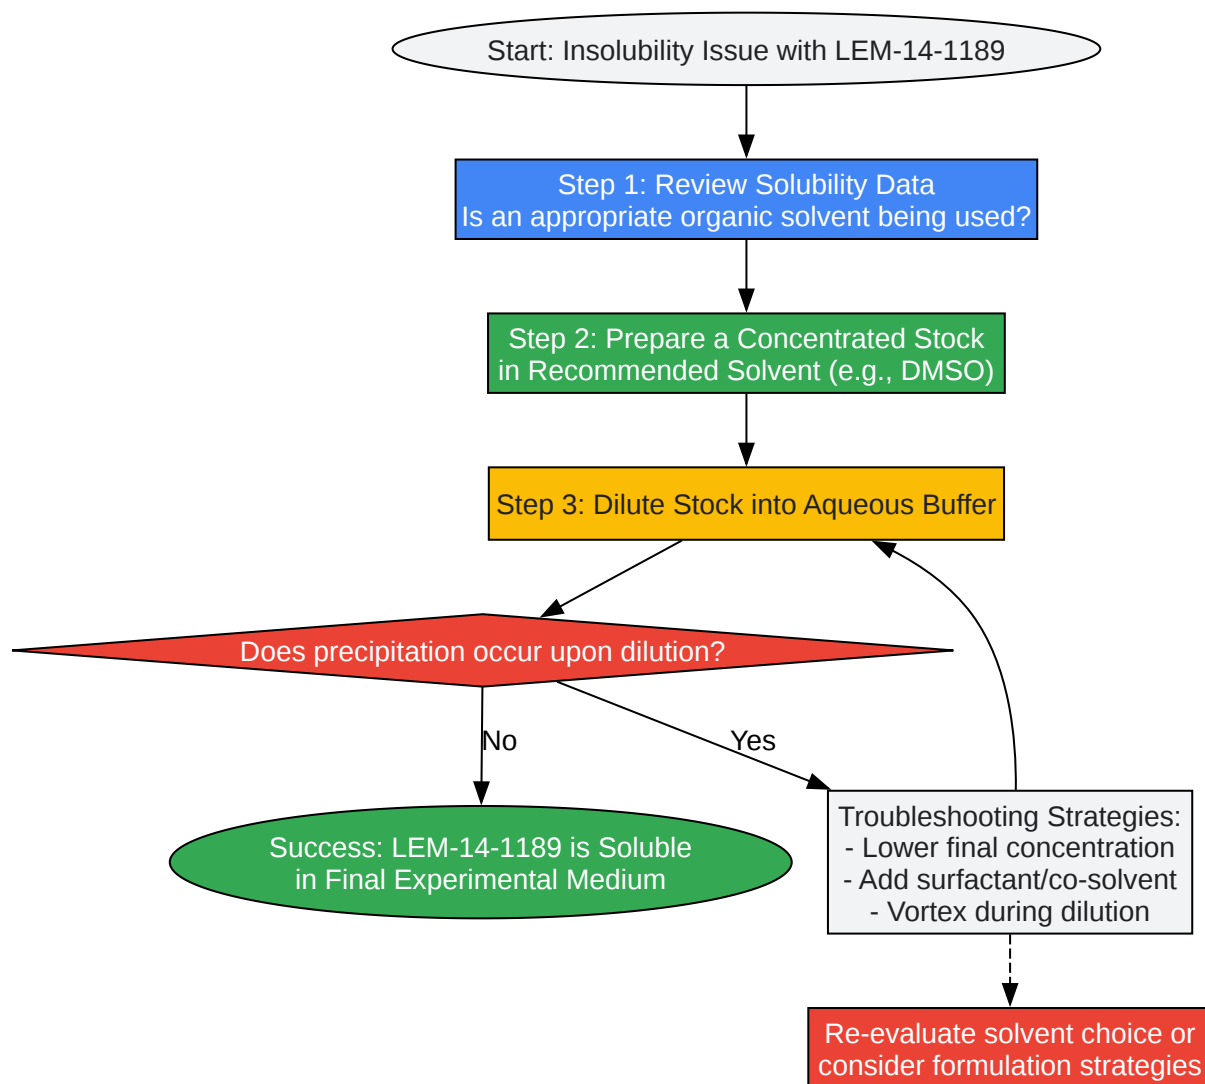 Start: Insolubility Issue with LEM-14-1189
Step 1: Review Solubility Data
Is an appropriate organic solvent being used?
Step 2: Prepare a Concentrated Stock
in Recommended Solvent (e.g., DMSO)
Step 3: Dilute Stock into Aqueous Buffer
Does precipitation occur upon dilution?
No
Yes
Success: LEM-14-1189 is Soluble
in Final Experimental Medium
Troubleshooting Strategies:
- Lower final concentration
- Add surfactant/co-solvent
- Vortex during dilution
Re-evaluate solvent choice or
consider formulation strategies